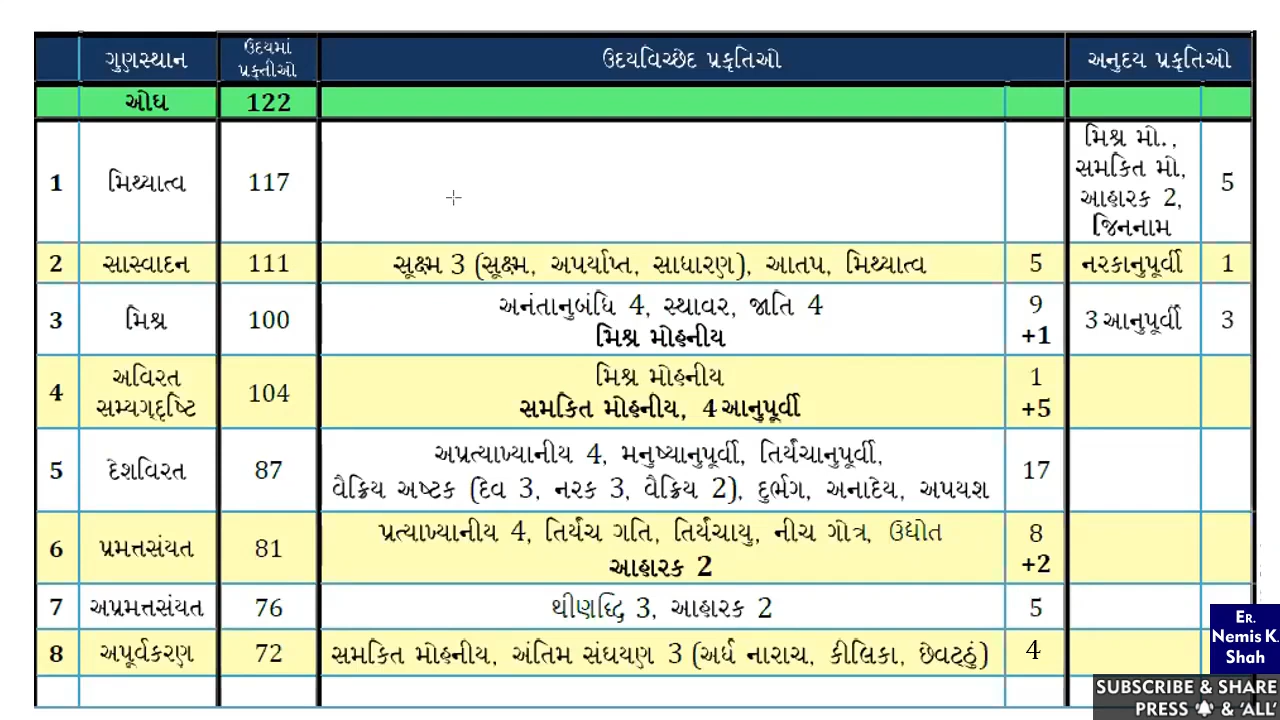 ગુણસ્થાન
ઉદયમાં
પ્રકૃતીઓ
ઉદયવિચ્છેદ પ્રકૃતિઓ
અનુદય પ્રકૃતિઓ
ઓઘ 122
1 મિથ્યાત્વ 117
મિશ્ર મો.,
સમકિત મો,
આહારક 2,
જિનનામ
5
2 સાસ્વાદન 111 સૂક્ષ્મ 3 (સૂક્ષ્મ, અપર્યાપ્ત, સાધારણ), આતપ, મિથ્યાત્વ 5 નરકાનુપૂર્વી 1
3 મિશ્ર 100
અનંતાનુબંધિ 4, સ્થાવર, જાતિ 4
મિશ્ર મોહનીય
9
+1
3 આનુપૂર્વી 3
4
અવિરત
સમ્યગ્દૃષ્ટિ
104
મિશ્ર મોહનીય
સમકિત મોહનીય, 4 આનુપૂર્વી
1
+5
5 દેશવિરત 87
અપ્રત્યાખ્યાનીય 4, મનુષ્યાનુપૂર્વી, તિર્યંચાનુપૂર્વી,
વૈક્રિય અષ્ટક (દેવ 3, નરક 3, વૈક્રિય 2), દુર્ભગ, અનાદેય, અપયશ
17
6 પ્રમત્તસંયત 81
પ્રત્યાખ્યાનીય 4, તિર્યંચ ગતિ, તિર્યંચાયુ, નીચ ગોત્ર, ઉદ્યોત
આહારક 2
8
+2
7 અપ્રમત્તસંયત 76 થીણદ્ધિ 3, આહારક 2 5
8 અપૂર્વકરણ 72 સમકિત મોહનીય, અંતિમ સંઘયણ 3 (અર્ધ નારાચ, કીલિકા, છેવટ્ઠું) 4
ER.
NEMIS K.
SHAH
SUBSCRIBE & SHARE
PRESS & 'ALL'